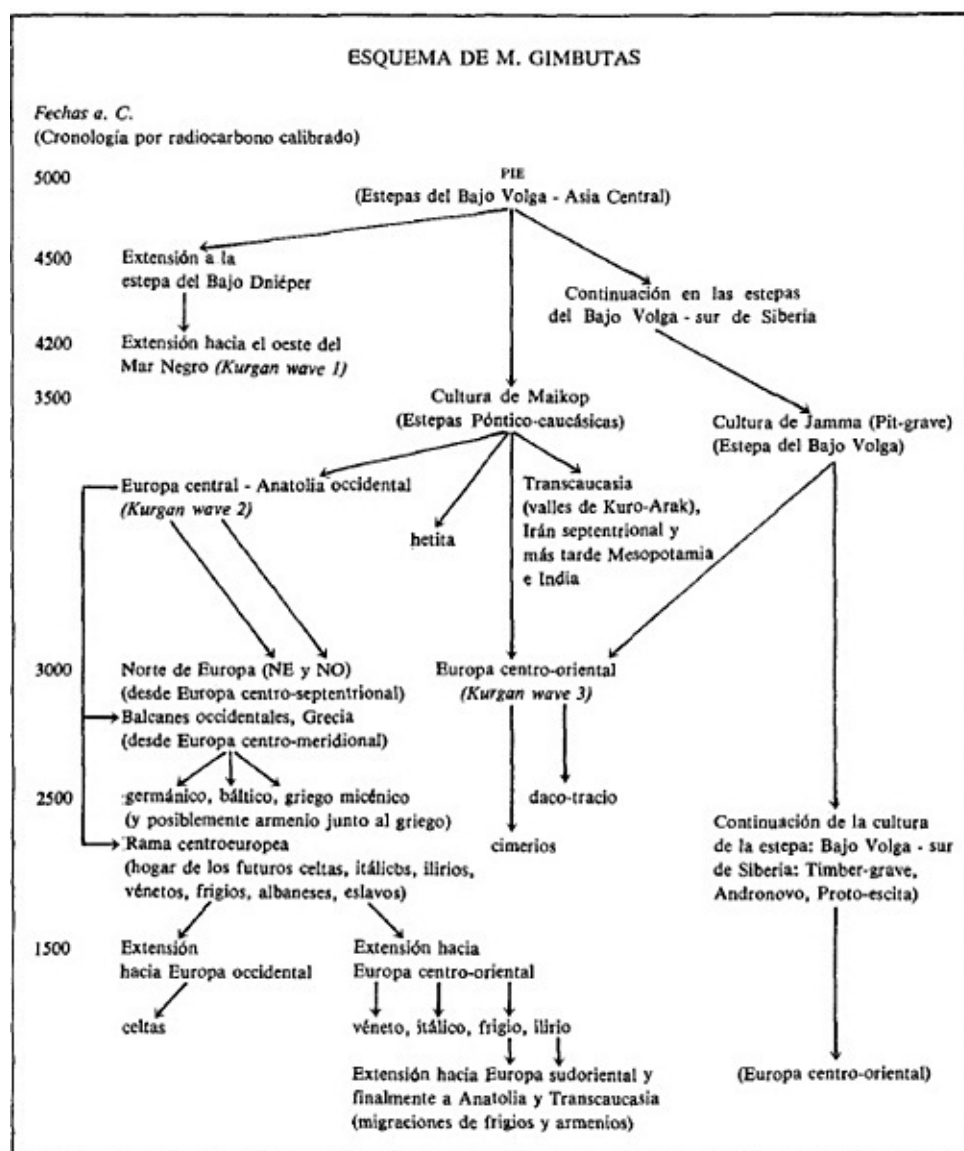 ESQUEMA DE M. GIMBUTAS
Fechas a. C.
(Cronología por radiocarbono calibrado)
5000
PIE
(Estepas del Bajo Volga - Asia Central)
4500
Extensión a la
estepa del Bajo Dniéper
Continuación en las estepas
del Bajo Volga - sur de Siberia
4200
Extensión hacia el oeste del
Mar Negro (Kurgan wave 1)
3500
Cultura de Maikop
(Estepas Póntico-caucásicas)
Cultura de Jamma (Pit-grave)
(Estepa del Bajo Volga)
Europa central - Anatolia occidental
(Kurgan wave 2)
hetita
Transcaucasia
(valles de Kuro-Arak),
Irán septentrional y
más tarde Mesopotamia
e India
3000
Norte de Europa (NE y NO)
(desde Europa centro-septentrional)
Balcanes occidentales, Grecia
(desde Europa centro-meridional)
Europa centro-oriental
(Kurgan wave 3)
2500
germánico, báltico, griego micénico
(y posiblemente armenio junto al griego)
Rama centroeuropea
(hogar de los futuros celtas, itálicos, ilirios,
vénetos, frigios, albaneses, eslavos)
daco-tracio
cimerios
Continuación de la cultura
de la estepa: Bajo Volga - sur
de Siberia: Timber-grave,
Andronovo, Proto-escita)
1500
Extensión
hacia Europa occidental
Extensión hacia
Europa centro-oriental
celtas
véneto, itálico, frigio, ilirio
Extensión hacia Europa sudoriental y
finalmente a Anatolia y Transcaucasia
(migraciones de frigios y armenios)
(Europa centro-oriental)